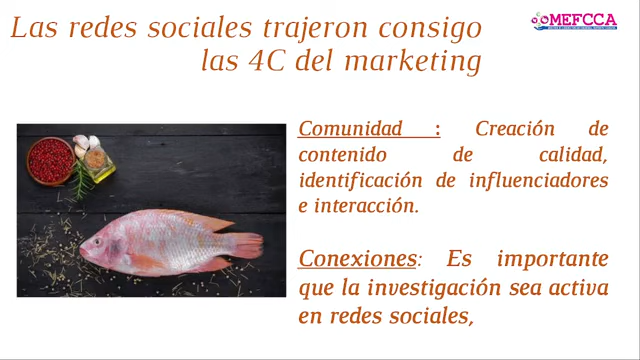 Las redes sociales trajeron consigo
las 4C del marketing
MEFCCA
Comunidad : Creación de
contenido de calidad,
identificación de influenciadores
e interacción.
Conexiones: Es importante
que la investigación sea activa
en redes sociales,